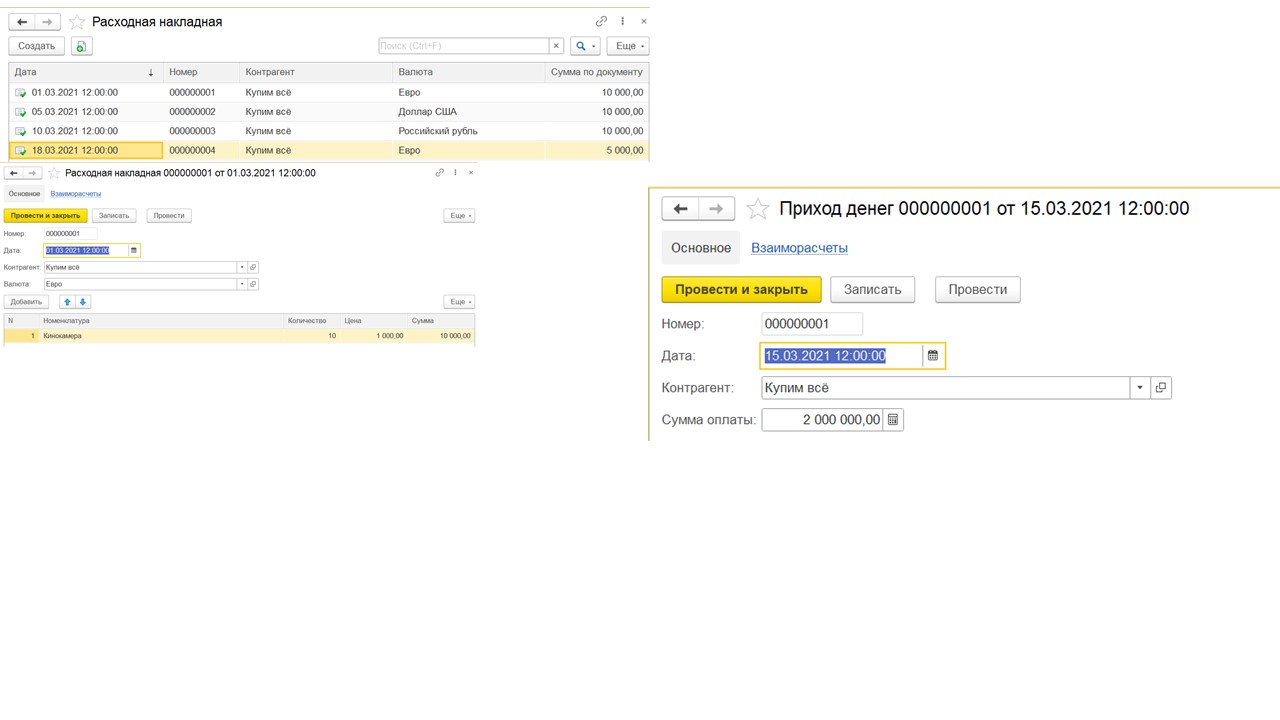 Расходная накладная
Создать Поиск (Ctrl+F) Еще
Дата Номер Контрагент Валюта Сумма по документу
01.03.2021 12:00:00 000000001 Купим всё Евро 10 000,00
05.03.2021 12:00:00 000000002 Купим всё Доллар США 10 000,00
10.03.2021 12:00:00 000000003 Купим всё Российский рубль 10 000,00
18.03.2021 12:00:00 000000004 Купим всё Евро 5 000,00
Расходная накладная 000000001 от 01.03.2021 12:00:00
Основное Взаиморасчеты
Провести и закрыть Записать Провести Еще
Номер: 000000001
Дата: 01.03.2021 12:00:00
Контрагент: Купим всё
Валюта: Евро
Добавить Еще
N Номенклатура Количество Цена Сумма
1 Кинокамера 10 1 000,00 10 000,00
Приход денег 000000001 от 15.03.2021 12:00:00
Основное Взаиморасчеты
Провести и закрыть Записать Провести
Номер: 000000001
Дата: 15.03.2021 12:00:00
Контрагент: Купим всё
Сумма оплаты: 2 000 000,00